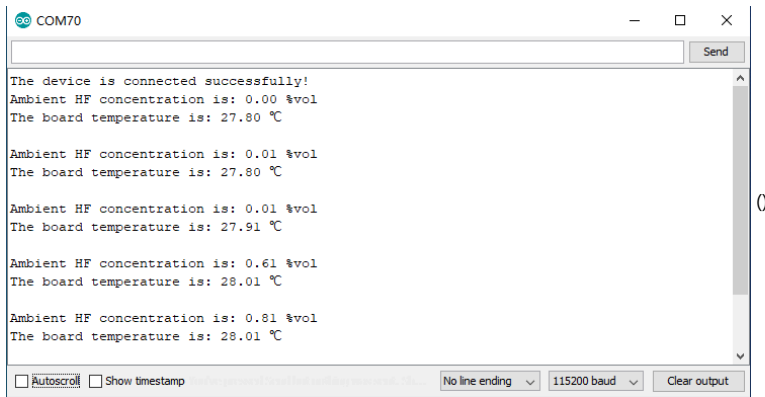 COM70
Send
The device is connected successfully!
Ambient HF concentration is: 0.00 %vol
The board temperature is: 27.80 ℃
Ambient HF concentration is: 0.01 %vol
The board temperature is: 27.80 ℃
Ambient HF concentration is: 0.01 %vol
The board temperature is: 27.91 ℃
Ambient HF concentration is: 0.61 %vol
The board temperature is: 28.01 ℃
Ambient HF concentration is: 0.81 %vol
The board temperature is: 28.01 ℃
()
Autoscroll Show timestamp No line ending 115200 baud Clear output